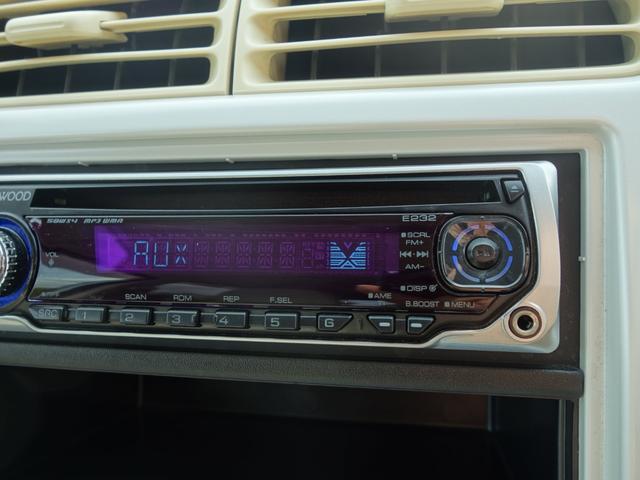 WOOD
50Wx4 MP3 WMA
E232
SCRL
FM+
AUX
VOL
AM-
DISP
SCAN RDM REP F.SEL
AME
B.BOOST MENU
SRC 1 2 3 4 5 6